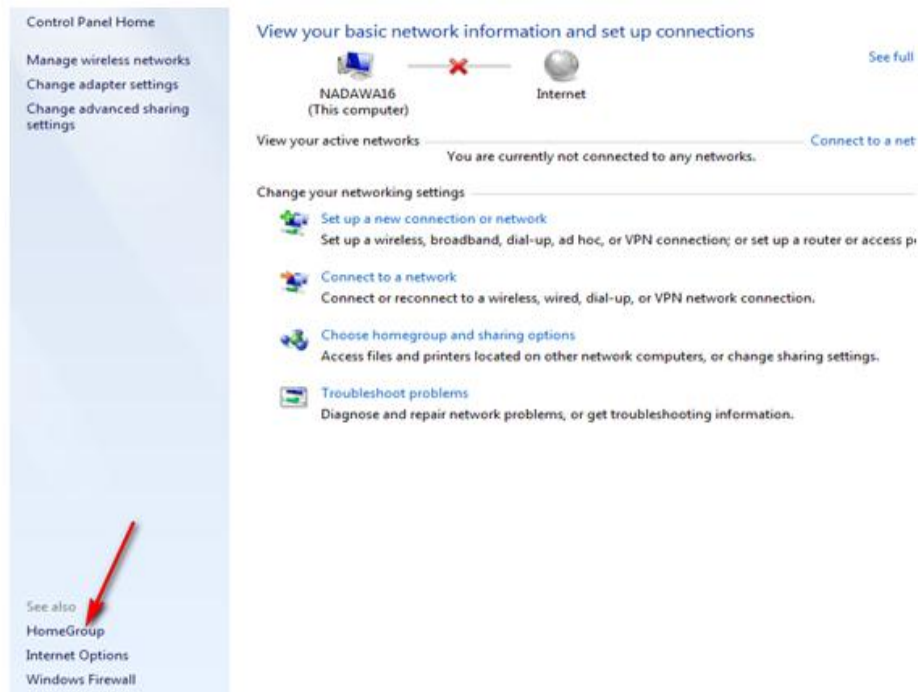 Control Panel Home
Manage wireless networks
Change adapter settings
Change advanced sharing
settings
See also
HomeGroup
Internet Options
Windows Firewall
View your basic network information and set up connections
See full
NADAWA16
(This computer)
Internet
View your active networks
Connect to a net
You are currently not connected to any networks.
Change your networking settings
Set up a new connection or network
Set up a wireless, broadband, dial-up, ad hoc, or VPN connection; or set up a router or access p
Connect to a network
Connect or reconnect to a wireless, wired, dial-up, or VPN network connection.
Choose homegroup and sharing options
Access files and printers located on other network computers, or change sharing settings.
Troubleshoot problems
Diagnose and repair network problems, or get troubleshooting information.